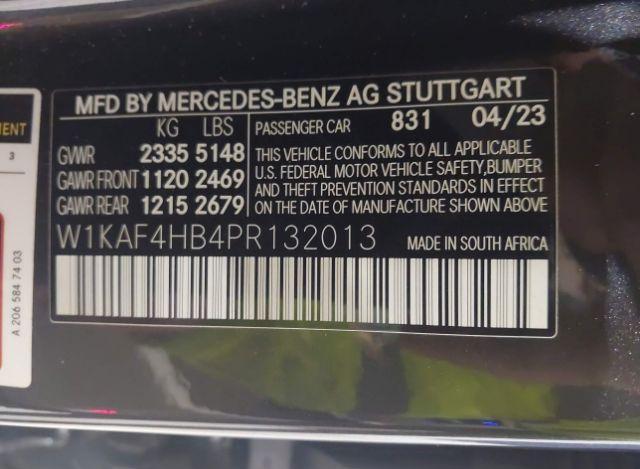 MFD BY MERCEDES-BENZ AG STUTTGART
KG LBS
PASSENGER CAR 831 04/23
GVWR 2335 5148
GAWR FRONT 1120 2469
GAWR REAR 1215 2679
THIS VEHICLE CONFORMS TO ALL APPLICABLE
U.S. FEDERAL MOTOR VEHICLE SAFETY,BUMPER
AND THEFT PREVENTION STANDARDS IN EFFECT
ON THE DATE OF MANUFACTURE SHOWN ABOVE
W1KAF4HB4PR132013 MADE IN SOUTH AFRICA
MENT
3
A 206 584 74 03